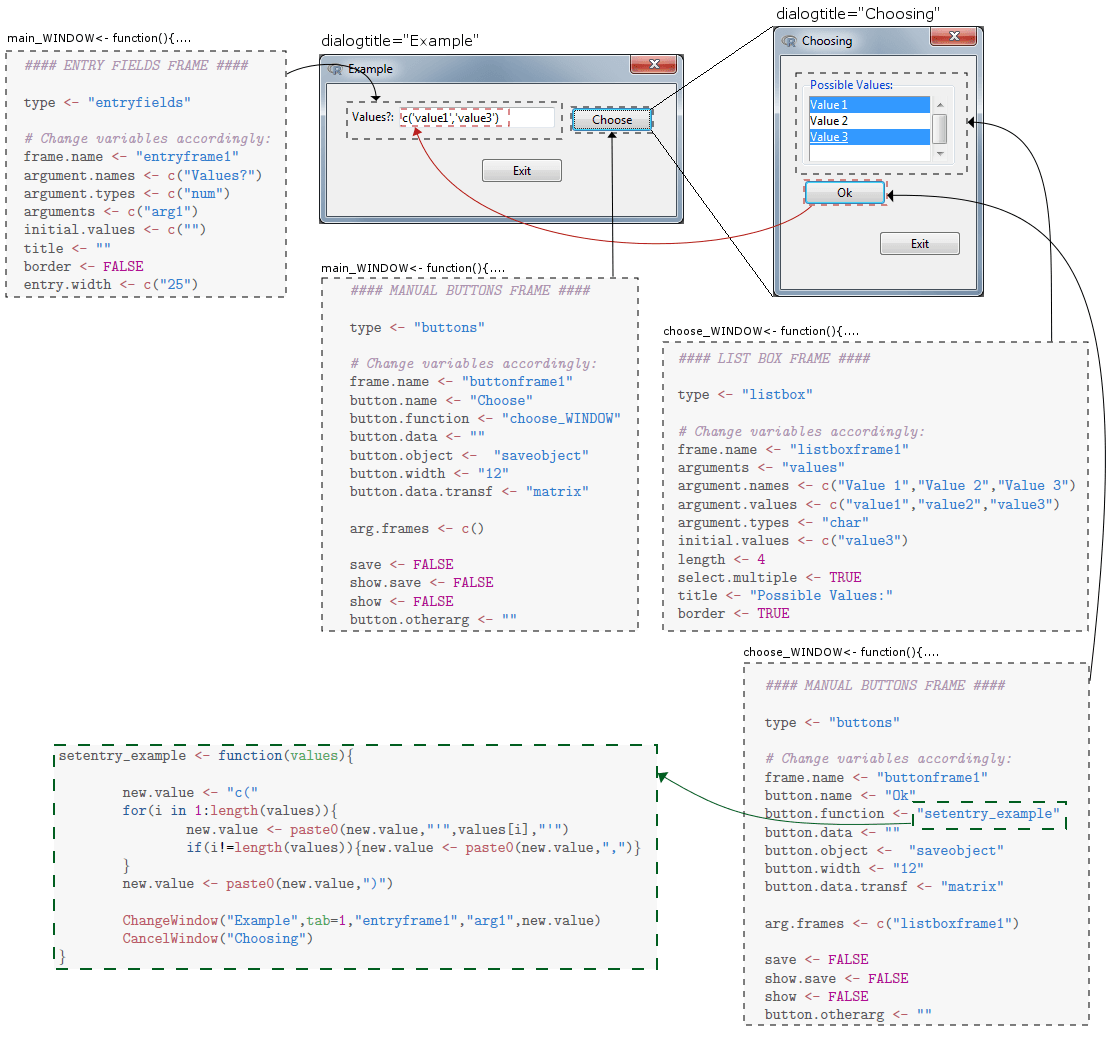 main_WINDOW<- function(){....
#### ENTRY FIELDS FRAME ####
type <- "entryfields"
# Change variables accordingly:
frame.name <- "entryframe1"
argument.names <- c("Values?")
argument.types <- c("num")
arguments <- c("arg1")
initial.values <- c("")
title <- ""
border <- FALSE
entry.width <- c("25")
dialogtitle="Example"
Example
Values?: c('value1','value3')
Choose
Exit
dialogtitle="Choosing"
Choosing
Possible Values:
Value 1
Value 2
Value 3
Ok
Exit
main_WINDOW<- function(){....
#### MANUAL BUTTONS FRAME ####
type <- "buttons"
# Change variables accordingly:
frame.name <- "buttonframe1"
button.name <- "Choose"
button.function <- "choose_WINDOW"
button.data <- ""
button.object <-  "saveobject"
button.width <- "12"
button.data.transf <- "matrix"
arg.frames <- c()
save <- FALSE
show.save <- FALSE
show <- FALSE
button.otherarg <- ""
choose_WINDOW<- function(){....
#### LIST BOX FRAME ####
type <- "listbox"
# Change variables accordingly:
frame.name <- "listboxframe1"
arguments <- "values"
argument.names <- c("Value 1","Value 2","Value 3")
argument.values <- c("value1","value2","value3")
argument.types <- "char"
initial.values <- c("value3")
length <- 4
select.multiple <- TRUE
title <- "Possible Values:"
border <- TRUE
choose_WINDOW<- function(){....
#### MANUAL BUTTONS FRAME ####
type <- "buttons"
# Change variables accordingly:
frame.name <- "buttonframe1"
button.name <- "Ok"
button.function <- "setentry_example"
button.data <- ""
button.object <-  "saveobject"
button.width <- "12"
button.data.transf <- "matrix"
arg.frames <- c("listboxframe1")
save <- FALSE
show.save <- FALSE
show <- FALSE
button.otherarg <- ""
setentry_example <- function(values){
new.value <- "c("
for(i in 1:length(values)){
new.value <- paste0(new.value,"'",values[i],"'")
if(i!=length(values)){new.value <- paste0(new.value,",")}
}
new.value <- paste0(new.value,")")
ChangeWindow("Example",tab=1,"entryframe1","arg1",new.value)
CancelWindow("Choosing")
}